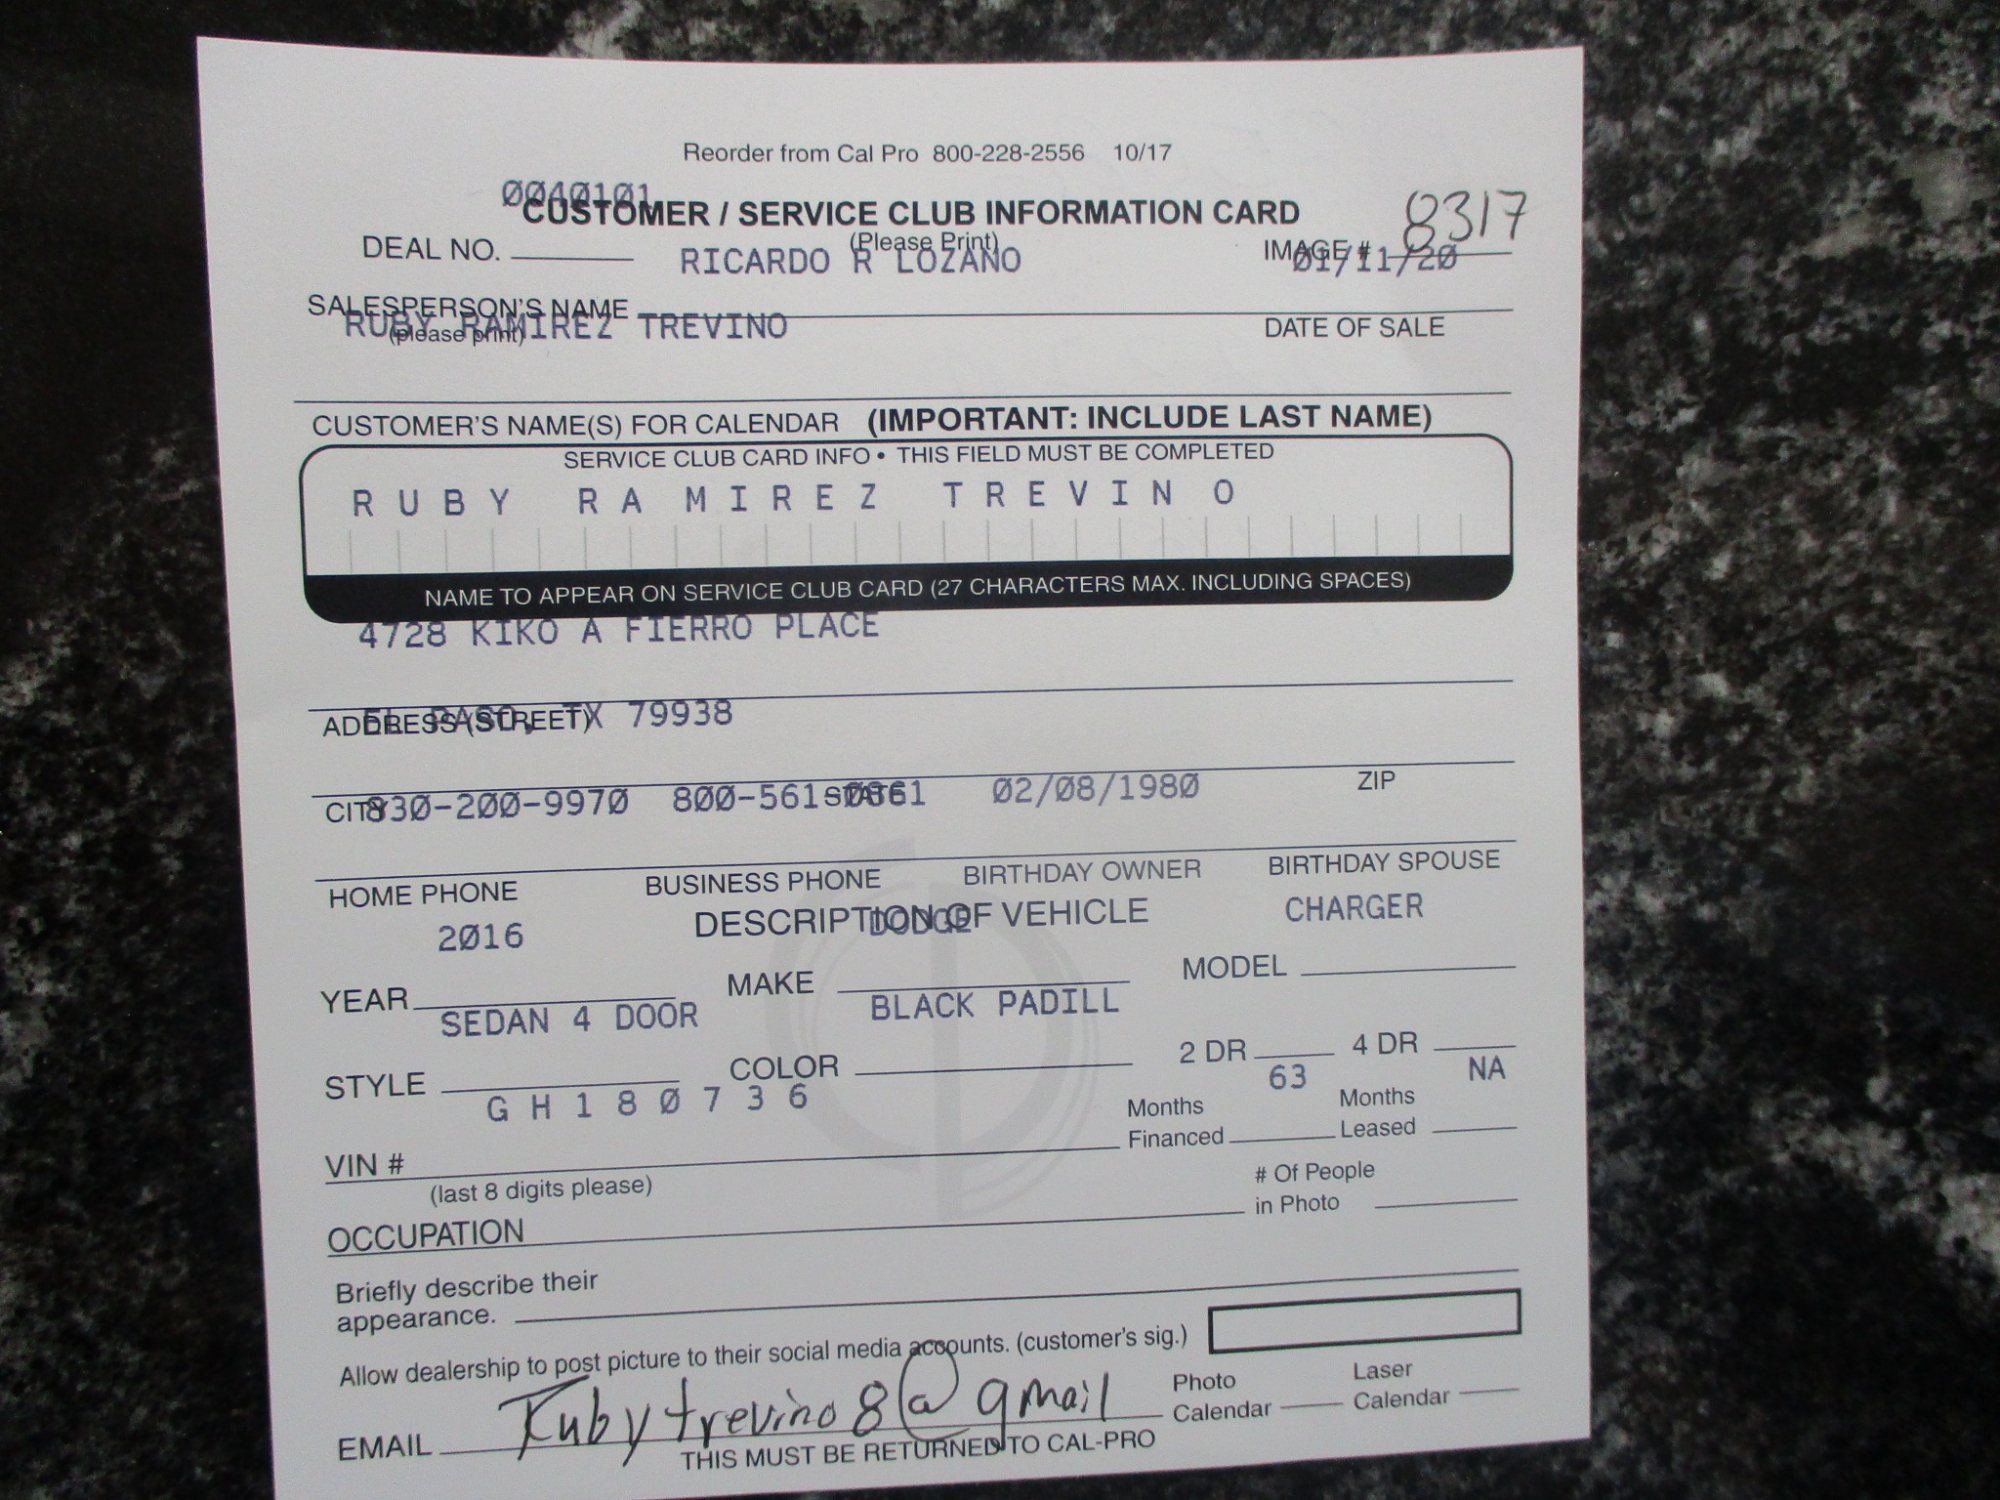 Reorder from Cal Pro 800-228-2556 10/17
0040101
CUSTOMER / SERVICE CLUB INFORMATION CARD
8317
(Please Print)
DEAL NO. RICARDO R LOZANO IMAGE # 01/11/20
SALESPERSON'S NAME
RUBY RAMIREZ TREVINO
(please print)
DATE OF SALE
CUSTOMER'S NAME(S) FOR CALENDAR (IMPORTANT: INCLUDE LAST NAME)
SERVICE CLUB CARD INFO • THIS FIELD MUST BE COMPLETED
RUBY RAMIREZ TREVINO
NAME TO APPEAR ON SERVICE CLUB CARD (27 CHARACTERS MAX. INCLUDING SPACES)
4728 KIKO A FIERRO PLACE
ADDRESS (STREET)
EL PASO, TX 79938
CITY STATE ZIP
830-200-9970 800-561-0861 02/08/1980
HOME PHONE BUSINESS PHONE BIRTHDAY OWNER BIRTHDAY SPOUSE
DESCRIPTION OF VEHICLE
2016 DODGE CHARGER
YEAR MAKE MODEL
SEDAN 4 DOOR BLACK PADILL
STYLE COLOR 2 DR 4 DR
63 NA
GH180736
VIN # Months Financed Months Leased
(last 8 digits please)
# Of People in Photo
OCCUPATION
Briefly describe their
appearance.
Allow dealership to post picture to their social media accounts. (customer's sig.)
Photo Calendar Laser Calendar
EMAIL Rubytrevino8@gmail
THIS MUST BE RETURNED TO CAL-PRO